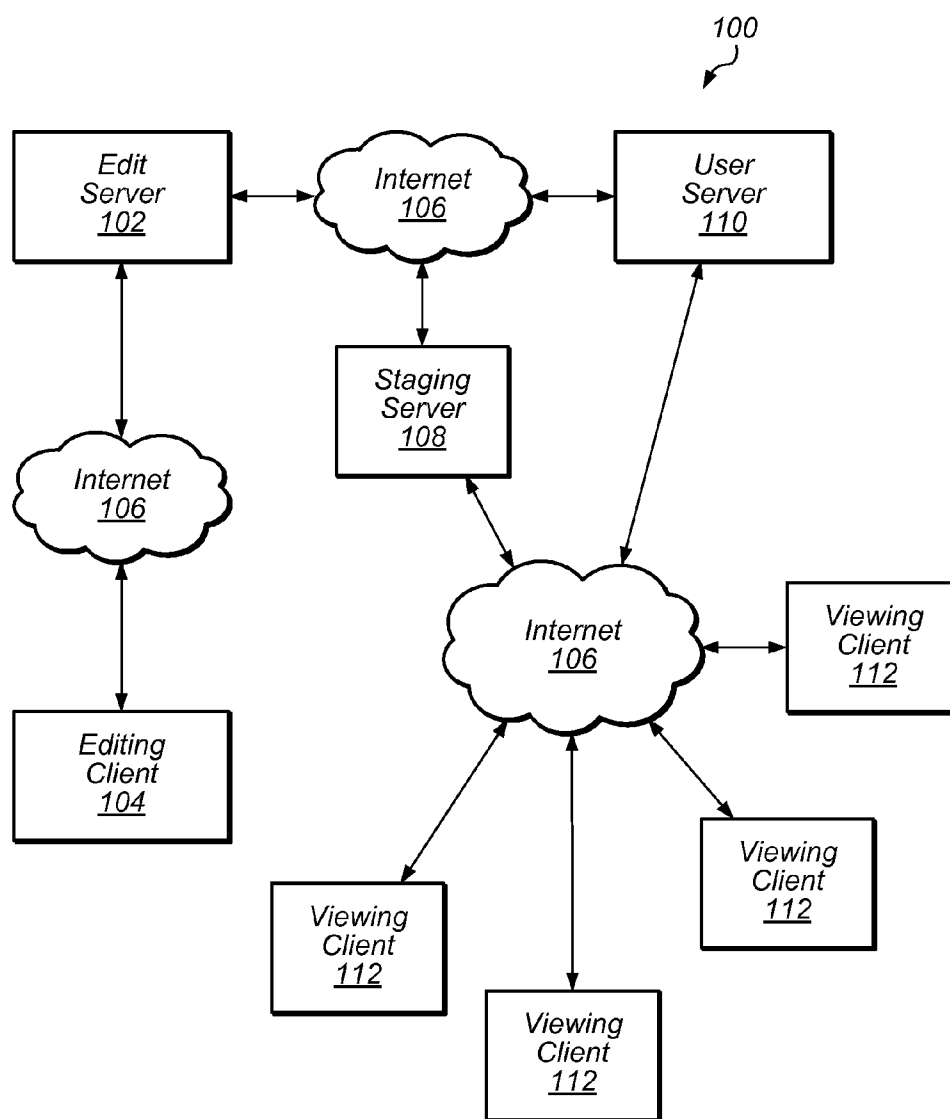 100
Edit
Server
102
Internet
106
User
Server
110
Staging
Server
108
Internet
106
Internet
106
Viewing
Client
112
Editing
Client
104
Viewing
Client
112
Viewing
Client
112
Viewing
Client
112